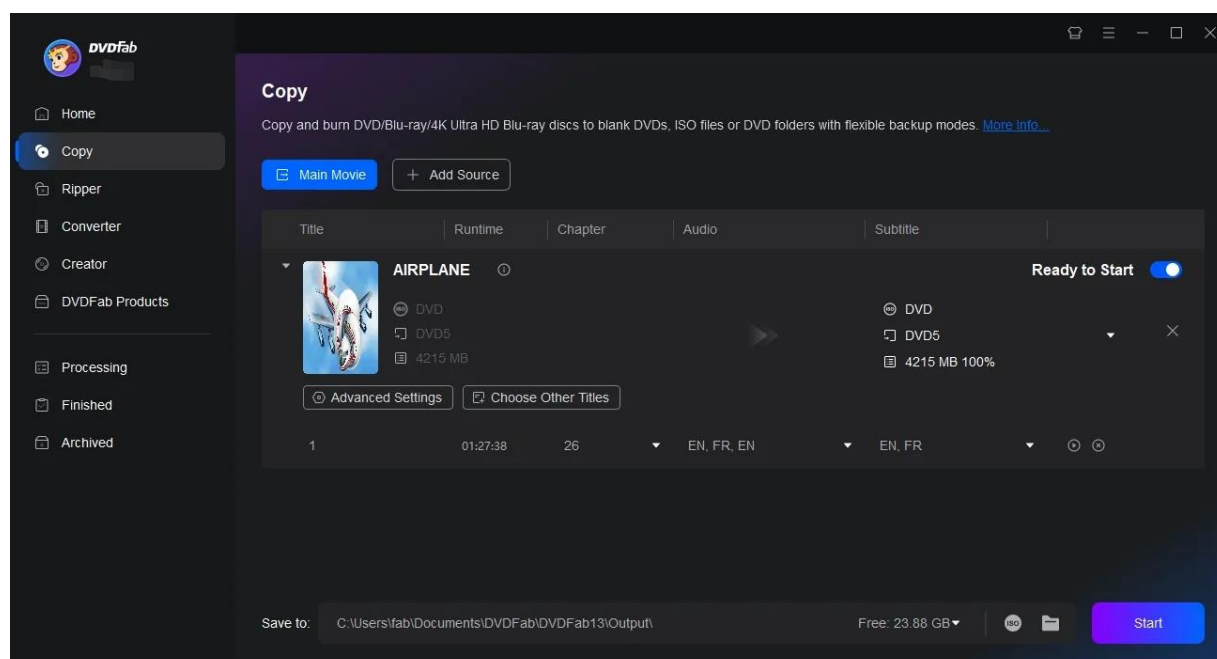 DVDFab
Home
Copy
Ripper
Converter
Creator
DVDFab Products
Processing
Finished
Archived
Copy
Copy and burn DVD/Blu-ray/4K Ultra HD Blu-ray discs to blank DVDs, ISO files or DVD folders with flexible backup modes. More Info...
Main Movie + Add Source
Title Runtime Chapter Audio Subtitle
AIRPLANE Ready to Start
ISO DVD ISO DVD
DVD5 DVD5
4215 MB 4215 MB 100%
Advanced Settings Choose Other Titles
1 01:27:38 26 EN, FR, EN EN, FR
Save to: C:\Users\fab\Documents\DVDFab\DVDFab13\Output\ Free: 23.88 GB ISO Start